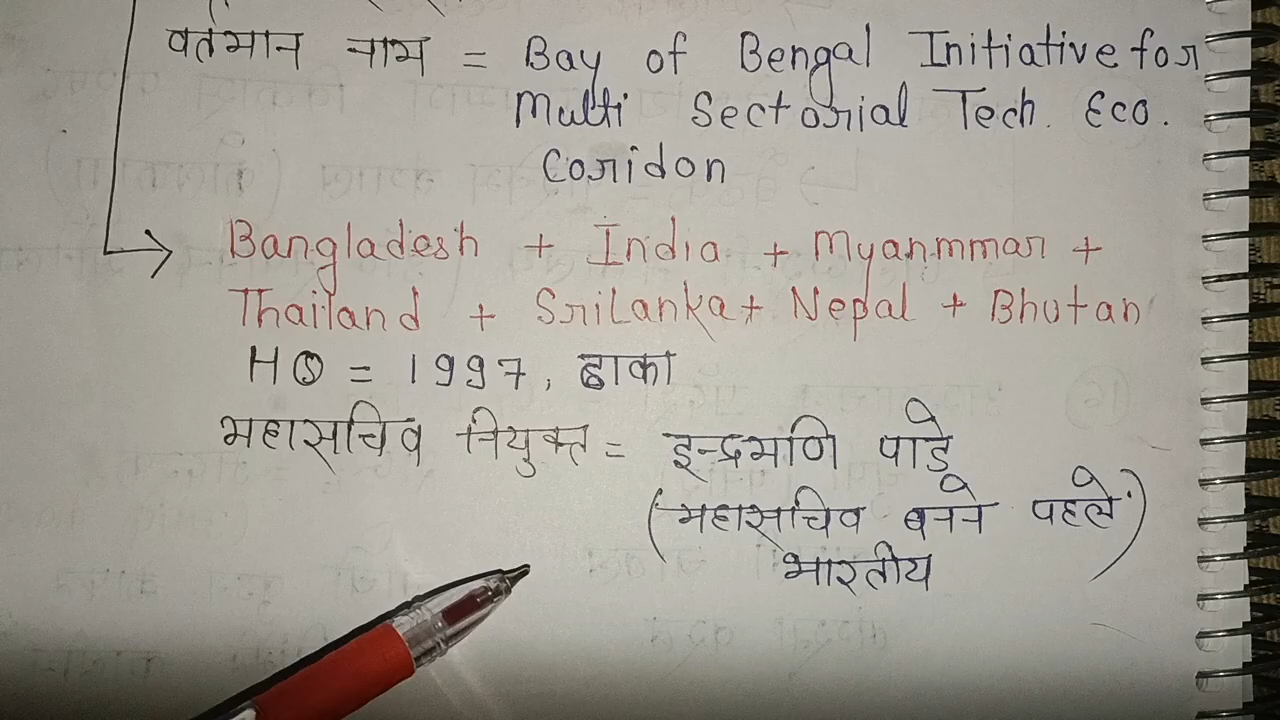 वर्तमान नाम = Bay of Bengal Initiative for
Multi Sectorial Tech. Eco.
Coridon
Bangladesh + India + Myanmmar +
Thailand + SriLanka + Nepal + Bhutan
HQ = 1997, ढाका
महासचिव नियुक्त = इन्द्रमणि पांडे
(महासचिव बनने पहले)
भारतीय